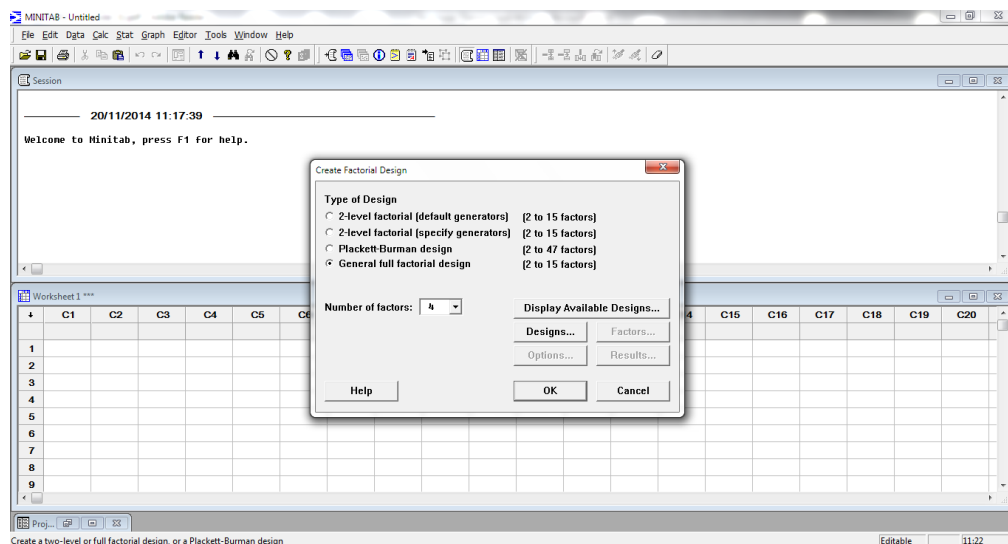 MINITAB - Untitled
File Edit Data Calc Stat Graph Editor Tools Window Help
Session
20/11/2014 11:17:39
Welcome to Minitab, press F1 for help.
Create Factorial Design
Type of Design
2-level factorial (default generators) (2 to 15 factors)
2-level factorial (specify generators) (2 to 15 factors)
Plackett-Burman design (2 to 47 factors)
General full factorial design (2 to 15 factors)
Number of factors: 4
Display Available Designs...
Designs... Factors...
Options... Results...
Help OK Cancel
Worksheet 1 ***
C1 C2 C3 C4 C5 C6 4 C15 C16 C17 C18 C19 C20
1
2
3
4
5
6
7
8
9
Proj...
Create a two-level or full factorial design, or a Plackett-Burman design Editable 11:22